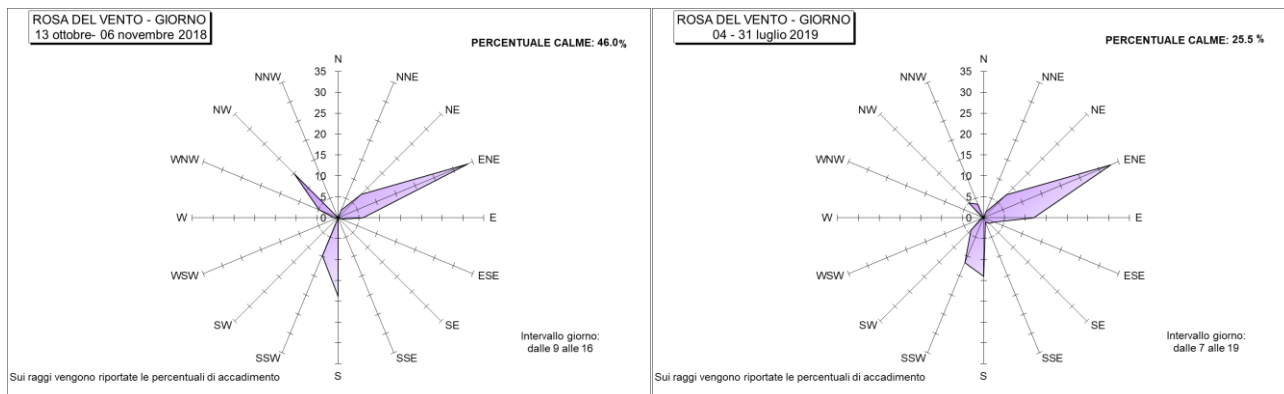 ROSA DEL VENTO - GIORNO
13 ottobre- 06 novembre 2018
PERCENTUALE CALME: 46.0%
N
35
30
25
20
15
10
5
0
NNE
NE
ENE
E
ESE
SE
SSE
S
SSW
SW
WSW
W
WNW
NW
NNW
Intervallo giorno:
dalle 9 alle 16
Sui raggi vengono riportate le percentuali di accadimento
ROSA DEL VENTO - GIORNO
04 - 31 luglio 2019
PERCENTUALE CALME: 25.5 %
N
35
30
25
20
15
10
5
0
NNE
NE
ENE
E
ESE
SE
SSE
S
SSW
SW
WSW
W
WNW
NW
NNW
Intervallo giorno:
dalle 7 alle 19
Sui raggi vengono riportate le percentuali di accadimento